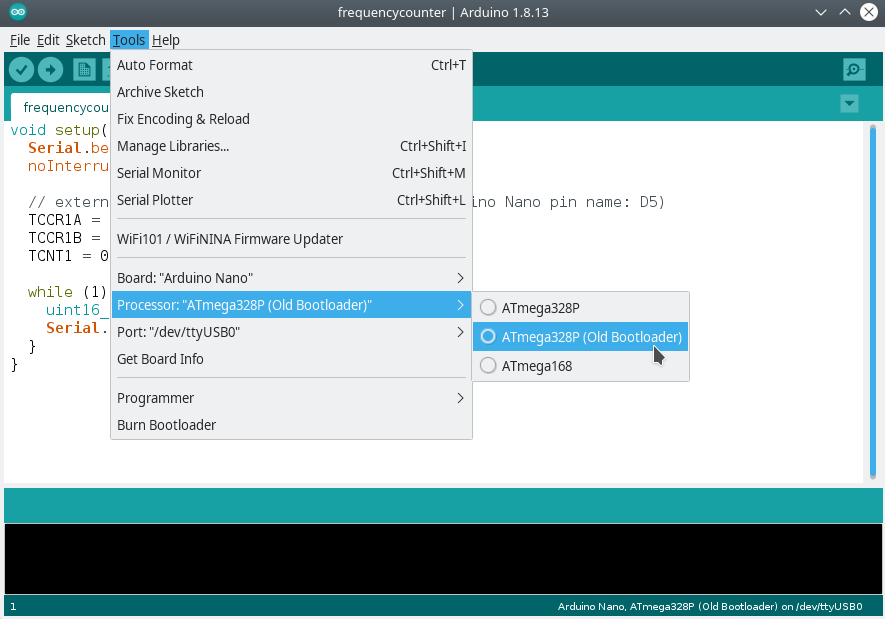 frequencycounter | Arduino 1.8.13
File Edit Sketch Tools Help
frequencycou
void setup(
Serial.be
noInterru
// extern
ino Nano pin name: D5)
TCCR1A =
TCCR1B =
TCNT1 = 0
while (1)
uint16_
Serial.
}
}
Auto Format Ctrl+T
Archive Sketch
Fix Encoding & Reload
Manage Libraries... Ctrl+Shift+I
Serial Monitor Ctrl+Shift+M
Serial Plotter Ctrl+Shift+L
WiFi101 / WiFiNINA Firmware Updater
Board: "Arduino Nano"
Processor: "ATmega328P (Old Bootloader)"
Port: "/dev/ttyUSB0"
Get Board Info
Programmer
Burn Bootloader
ATmega328P
ATmega328P (Old Bootloader)
ATmega168
1 Arduino Nano, ATmega328P (Old Bootloader) on /dev/ttyUSB0